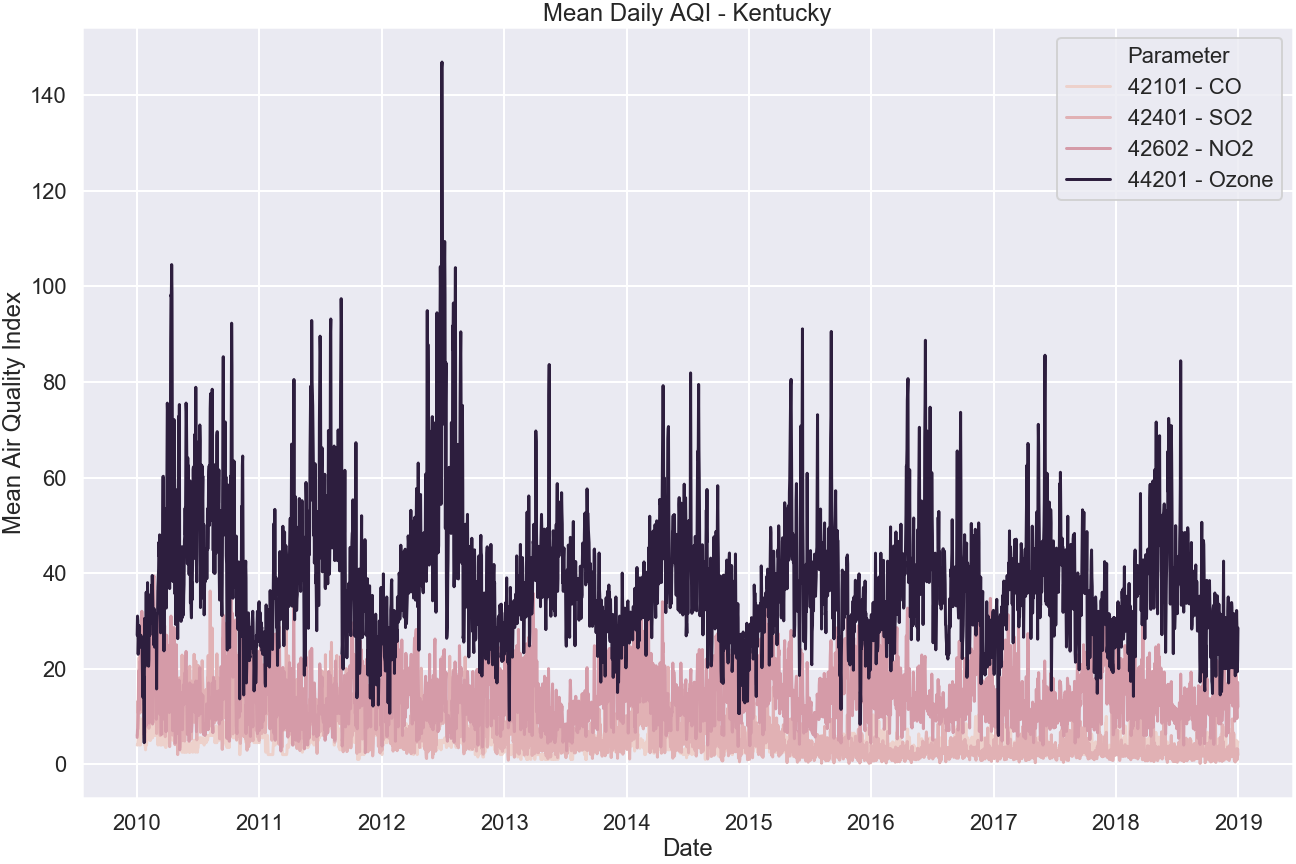 Mean Daily AQI - Kentucky
Parameter
42101 - CO
42401 - SO2
42602 - NO2
44201 - Ozone
Mean Air Quality Index
140
120
100
80
60
40
20
0
2010 2011 2012 2013 2014 2015 2016 2017 2018 2019
Date